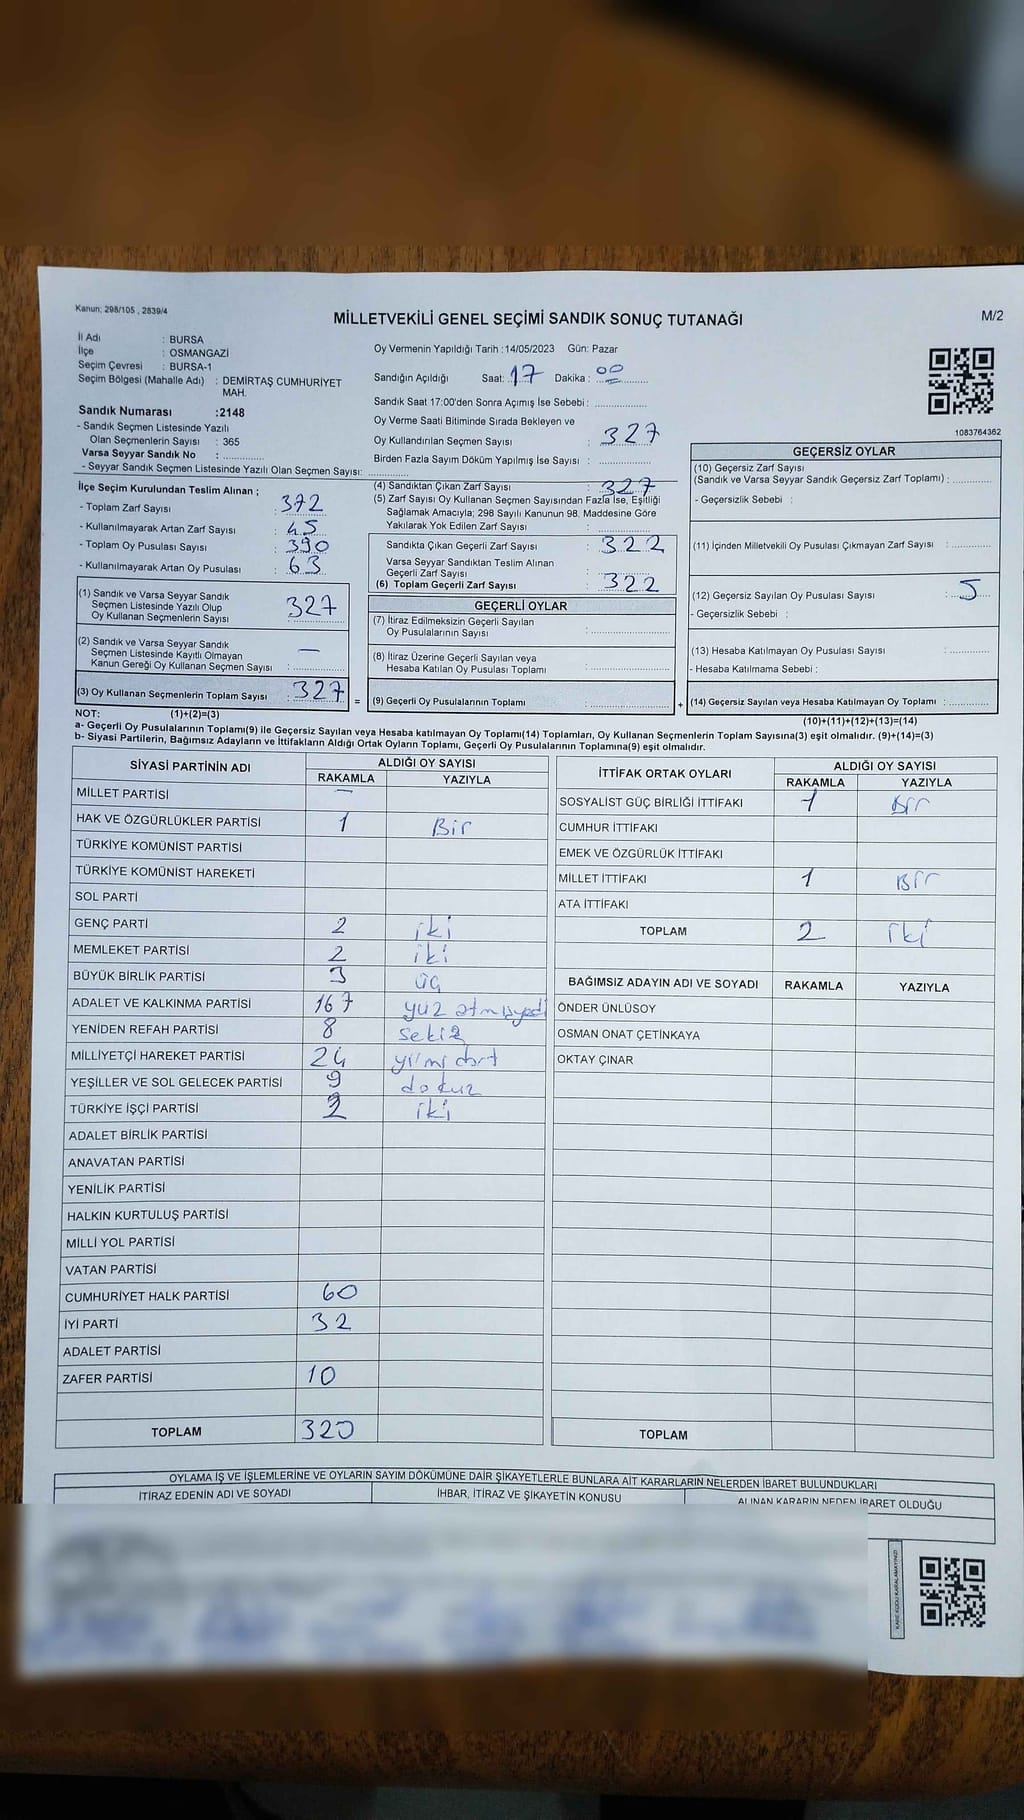 Kanun; 298/105 , 2839/4
MİLLETVEKİLİ GENEL SEÇİMİ SANDIK SONUÇ TUTANAĞI
M/2
İl Adı : BURSA
İlçe : OSMANGAZİ
Seçim Çevresi : BURSA-1
Seçim Bölgesi (Mahalle Adı) : DEMİRTAŞ CUMHURİYET MAH.
Sandık Numarası :2148
- Sandık Seçmen Listesinde Yazılı
Olan Seçmenlerin Sayısı : 365
Varsa Seyyar Sandık No :
- Seyyar Sandık Seçmen Listesinde Yazılı Olan Seçmen Sayısı:
Oy Vermenin Yapıldığı Tarih :14/05/2023 Gün: Pazar
Sandığın Açıldığı Saat: 17 Dakika : 00
Sandık Saat 17:00'den Sonra Açımış İse Sebebi :
Oy Verme Saati Bitiminde Sırada Bekleyen ve
Oy Kullandırılan Seçmen Sayısı : 327
Birden Fazla Sayım Döküm Yapılmış İse Sayısı :
1083764362
İlçe Seçim Kurulundan Teslim Alınan ;
- Toplam Zarf Sayısı : 372
- Kullanılmayarak Artan Zarf Sayısı : 45
- Toplam Oy Pusulası Sayısı : 390
- Kullanılmayarak Artan Oy Pusulası : 63
(1) Sandık ve Varsa Seyyar Sandık
Seçmen Listesinde Yazılı Olup
Oy Kullanan Seçmenlerin Sayısı : 327
(2) Sandık ve Varsa Seyyar Sandık
Seçmen Listesinde Kayıtlı Olmayan
Kanun Gereği Oy Kullanan Seçmen Sayısı : —
(3) Oy Kullanan Seçmenlerin Toplam Sayısı : 327
(1)+(2)=(3)
(4) Sandıktan Çıkan Zarf Sayısı : 327
(5) Zarf Sayısı Oy Kullanan Seçmen Sayısından Fazla İse, Eşitliği
Sağlamak Amacıyla; 298 Sayılı Kanunun 98. Maddesine Göre
Yakılarak Yok Edilen Zarf Sayısı :
Sandıkta Çıkan Geçerli Zarf Sayısı : 322
Varsa Seyyar Sandıktan Teslim Alınan
Geçerli Zarf Sayısı :
(6) Toplam Geçerli Zarf Sayısı : 322
GEÇERLİ OYLAR
(7) İtiraz Edilmeksizin Geçerli Sayılan
Oy Pusulalarının Sayısı :
(8) İtiraz Üzerine Geçerli Sayılan veya
Hesaba Katılan Oy Pusulası Toplamı :
= (9) Geçerli Oy Pusulalarının Toplamı :
GEÇERSİZ OYLAR
(10) Geçersiz Zarf Sayısı
(Sandık ve Varsa Seyyar Sandık Geçersiz Zarf Toplamı) :
- Geçersizlik Sebebi :
(11) İçinden Milletvekili Oy Pusulası Çıkmayan Zarf Sayısı :
(12) Geçersiz Sayılan Oy Pusulası Sayısı : 5
- Geçersizlik Sebebi :
(13) Hesaba Katılmayan Oy Pusulası Sayısı :
- Hesaba Katılmama Sebebi :
+ (14) Geçersiz Sayılan veya Hesaba Katılmayan Oy Toplamı :
(10)+(11)+(12)+(13)=(14)
NOT:
a- Geçerli Oy Pusulalarının Toplamı(9) ile Geçersiz Sayılan veya Hesaba katılmayan Oy Toplamı(14) Toplamları, Oy Kullanan Seçmenlerin Toplam Sayısına(3) eşit olmalıdır. (9)+(14)=(3)
b- Siyasi Partilerin, Bağımsız Adayların ve İttifakların Aldığı Ortak Oyların Toplamı, Geçerli Oy Pusulalarının Toplamına(9) eşit olmalıdır.
SİYASİ PARTİNİN ADI ALDIĞI OY SAYISI
RAKAMLA YAZIYLA
MİLLET PARTİSİ —
HAK VE ÖZGÜRLÜKLER PARTİSİ 1 Bir
TÜRKİYE KOMÜNİST PARTİSİ
TÜRKİYE KOMÜNİST HAREKETİ
SOL PARTİ
GENÇ PARTİ 2 iki
MEMLEKET PARTİSİ 2 iki
BÜYÜK BİRLİK PARTİSİ 3 üç
ADALET VE KALKINMA PARTİSİ 167 yüz atmışyedi
YENİDEN REFAH PARTİSİ 8 sekiz
MİLLİYETÇİ HAREKET PARTİSİ 24 yirmi dört
YEŞİLLER VE SOL GELECEK PARTİSİ 9 dokuz
TÜRKİYE İŞÇİ PARTİSİ 2 iki
ADALET BİRLİK PARTİSİ
ANAVATAN PARTİSİ
YENİLİK PARTİSİ
HALKIN KURTULUŞ PARTİSİ
MİLLİ YOL PARTİSİ
VATAN PARTİSİ
CUMHURİYET HALK PARTİSİ 60
İYİ PARTİ 32
ADALET PARTİSİ
ZAFER PARTİSİ 10
TOPLAM 320
İTTİFAK ORTAK OYLARI ALDIĞI OY SAYISI
RAKAMLA YAZIYLA
SOSYALİST GÜÇ BİRLİĞİ İTTİFAKI 1 Bir
CUMHUR İTTİFAKI
EMEK VE ÖZGÜRLÜK İTTİFAKI
MİLLET İTTİFAKI 1 Bir
ATA İTTİFAKI
TOPLAM 2 iki
BAĞIMSIZ ADAYIN ADI VE SOYADI RAKAMLA YAZIYLA
ÖNDER ÜNLÜSOY
OSMAN ONAT ÇETİNKAYA
OKTAY ÇINAR
TOPLAM
OYLAMA İŞ VE İŞLEMLERİNE VE OYLARIN SAYIM DÖKÜMÜNE DAİR ŞİKAYETLERLE BUNLARA AİT KARARLARIN NELERDEN İBARET BULUNDUKLARI
İTİRAZ EDENİN ADI VE SOYADI İHBAR, İTİRAZ VE ŞİKAYETİN KONUSU ALINAN KARARIN NEDEN İBARET OLDUĞU
KARE KODU KARALAMAYINIZ!